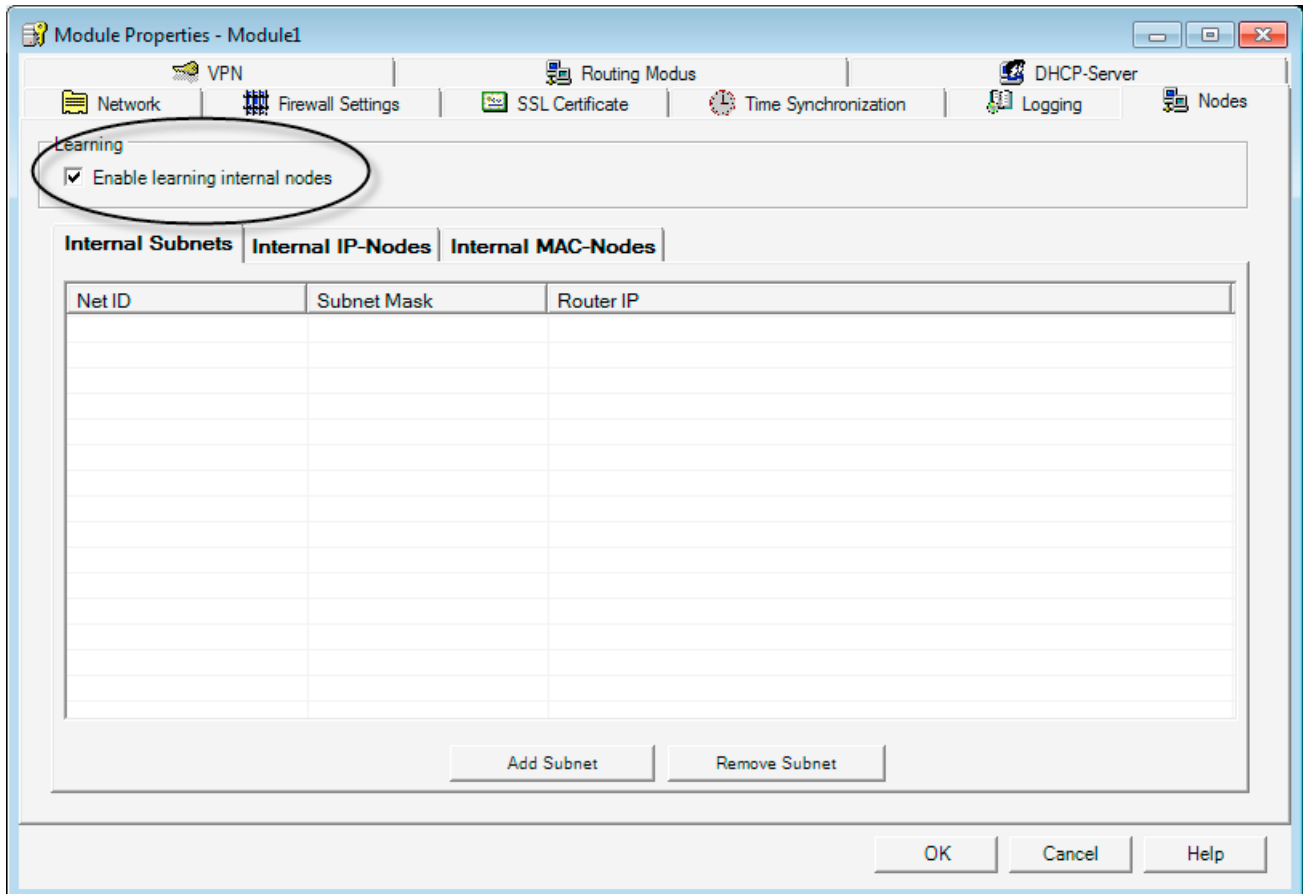 Module Properties - Module1
VPN Routing Modus DHCP-Server
Network Firewall Settings SSL Certificate Time Synchronization Logging Nodes
Learning
Enable learning internal nodes
Internal Subnets Internal IP-Nodes Internal MAC-Nodes
Net ID Subnet Mask Router IP
Add Subnet Remove Subnet
OK Cancel Help